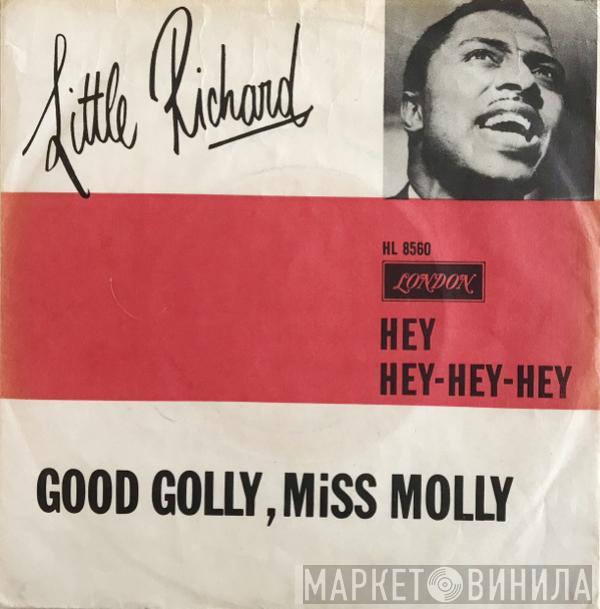 Little Richard
HL 8560
LONDON
HEY
HEY-HEY-HEY
GOOD GOLLY, MiSS MOLLY
МАРКЕТ ВИНИЛА